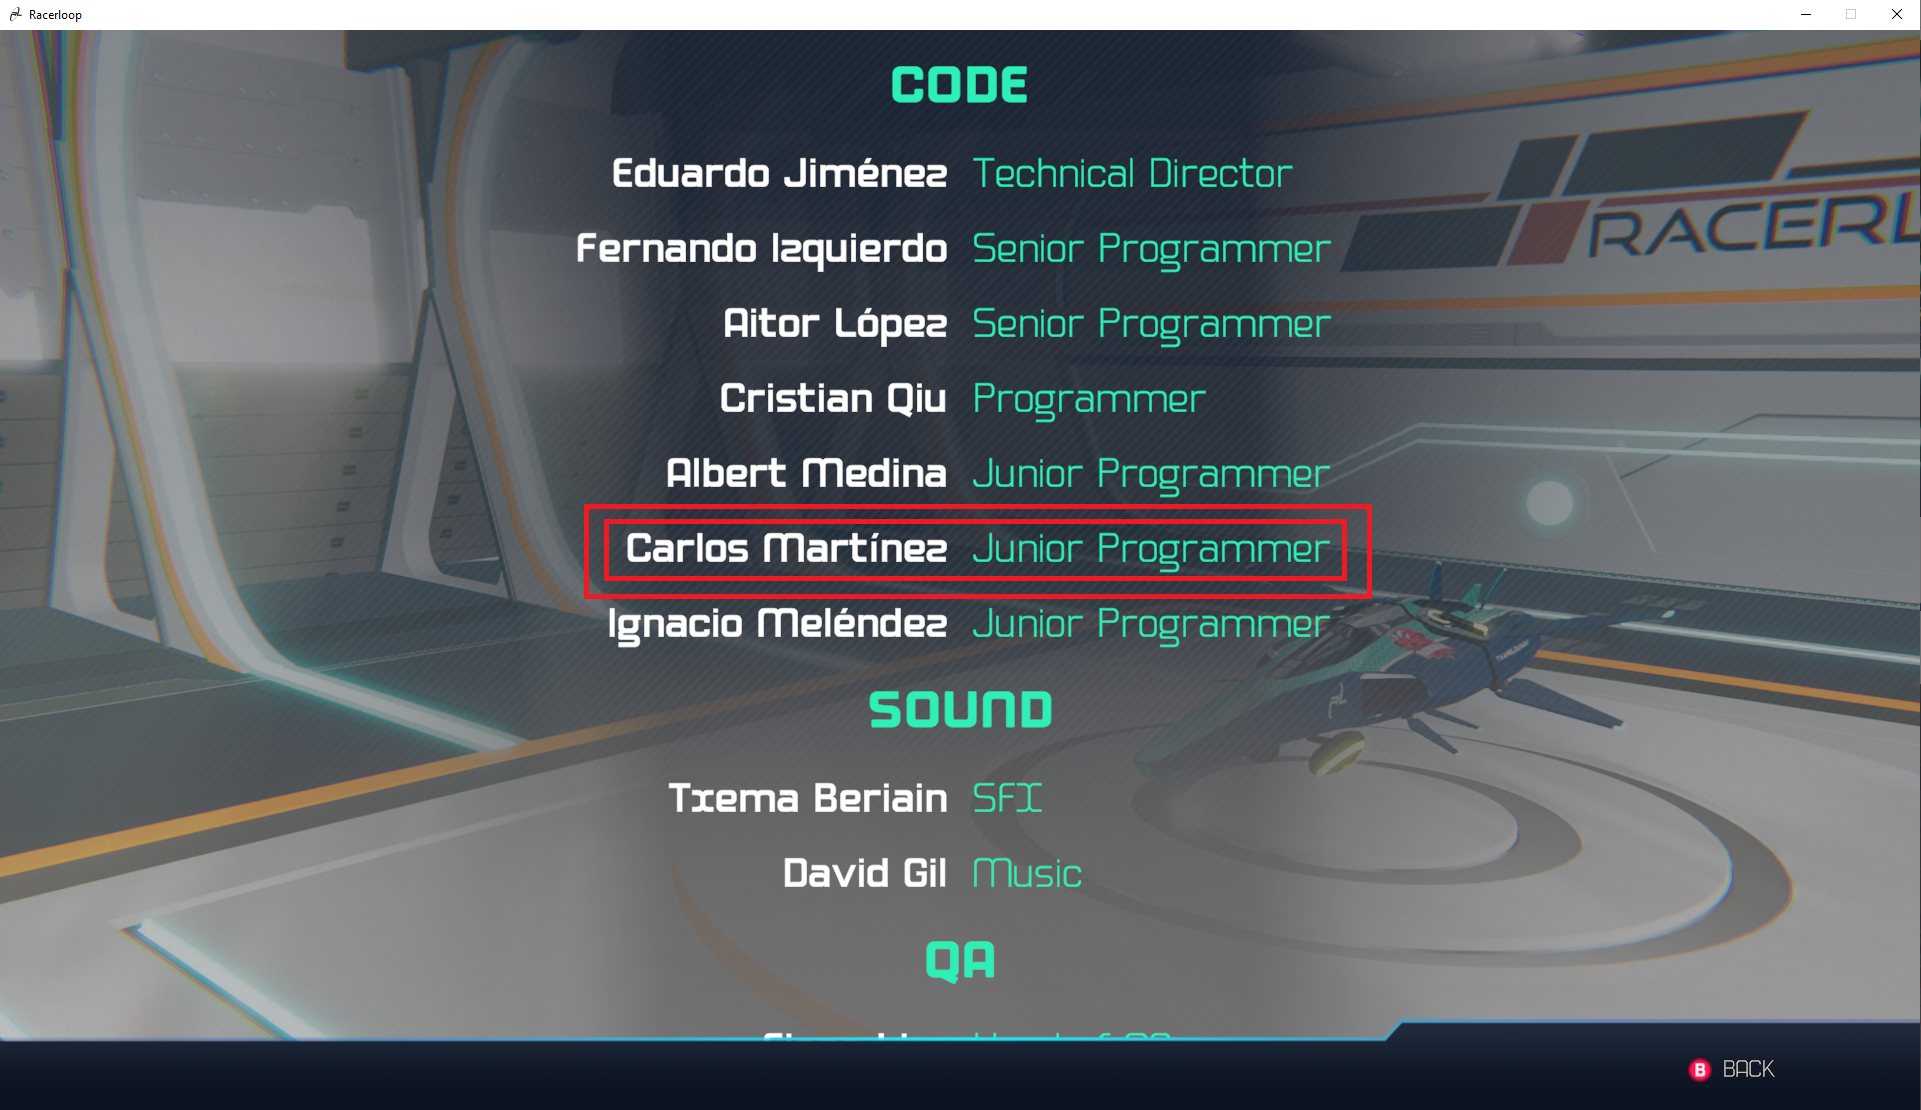 Racerloop
CODE
Eduardo Jiménez Technical Director
RACERL
Fernando Izquierdo Senior Programmer
Aitor López Senior Programmer
Cristian Qiu Programmer
Albert Medina Junior Programmer
Carlos Martínez Junior Programmer
Ignacio Meléndez Junior Programmer
SOUND
Txema Beriain SFX
David Gil Music
QA
B BACK